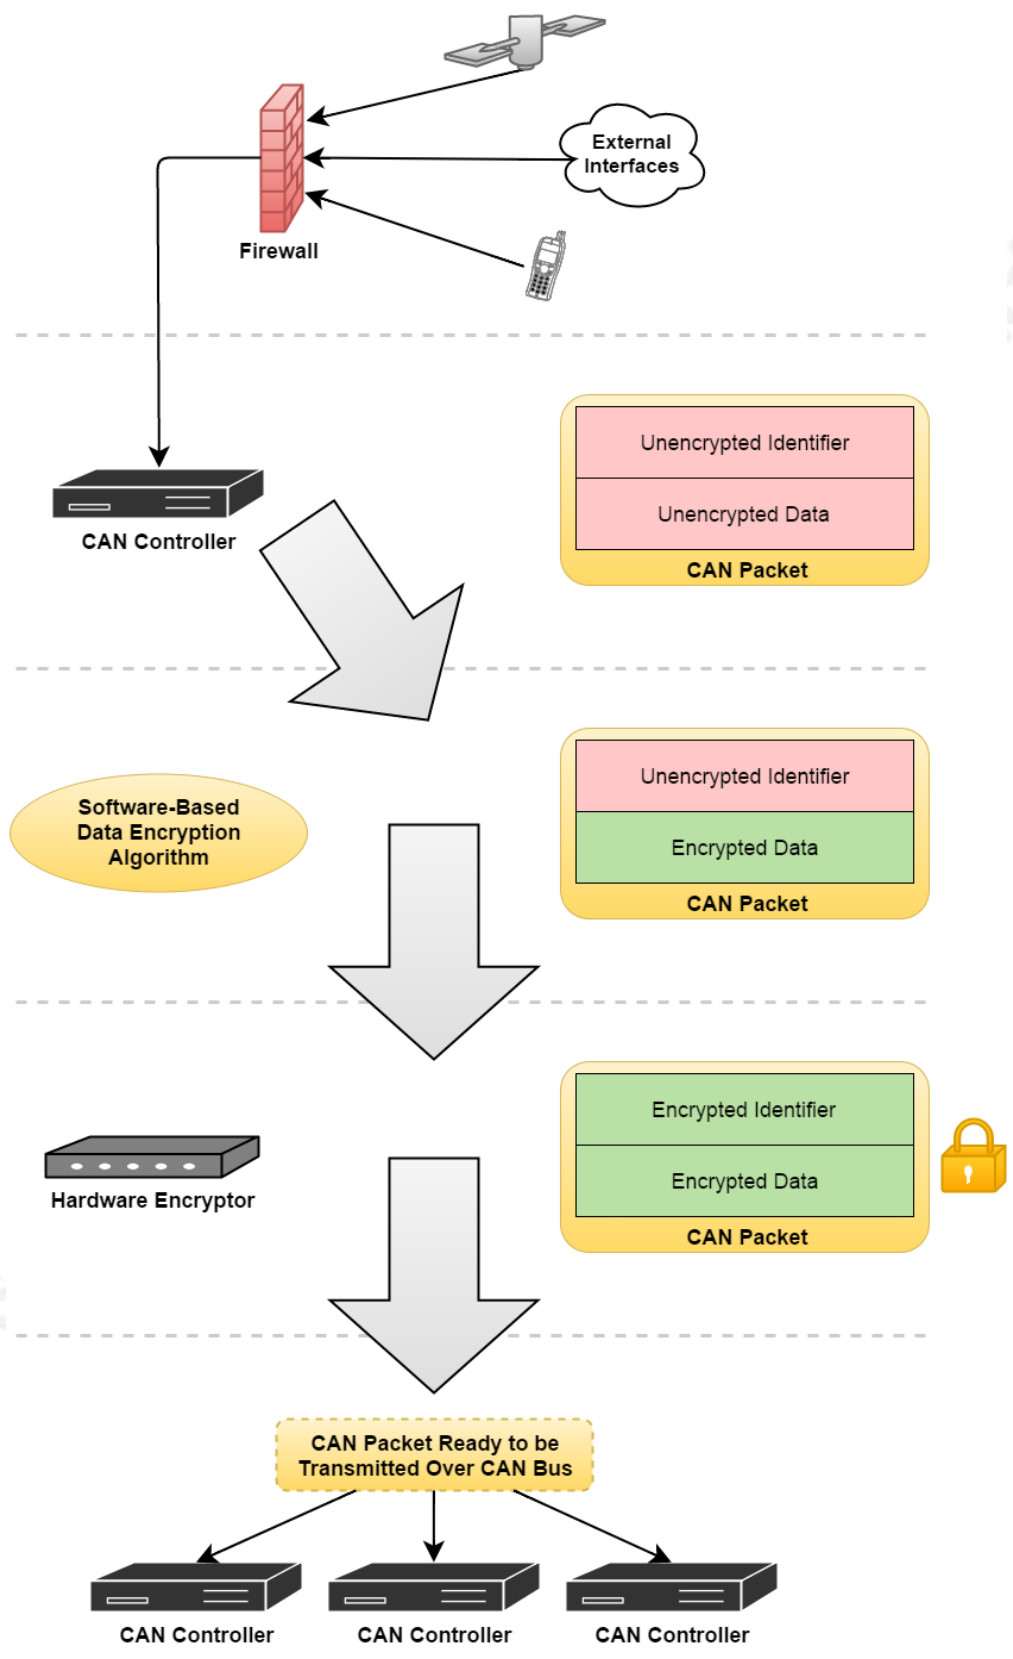 External
Interfaces
Firewall
Unencrypted Identifier
Unencrypted Data
CAN Packet
CAN Controller
Unencrypted Identifier
Encrypted Data
CAN Packet
Software-Based
Data Encryption
Algorithm
Encrypted Identifier
Encrypted Data
CAN Packet
Hardware Encryptor
CAN Packet Ready to be
Transmitted Over CAN Bus
CAN Controller
CAN Controller
CAN Controller